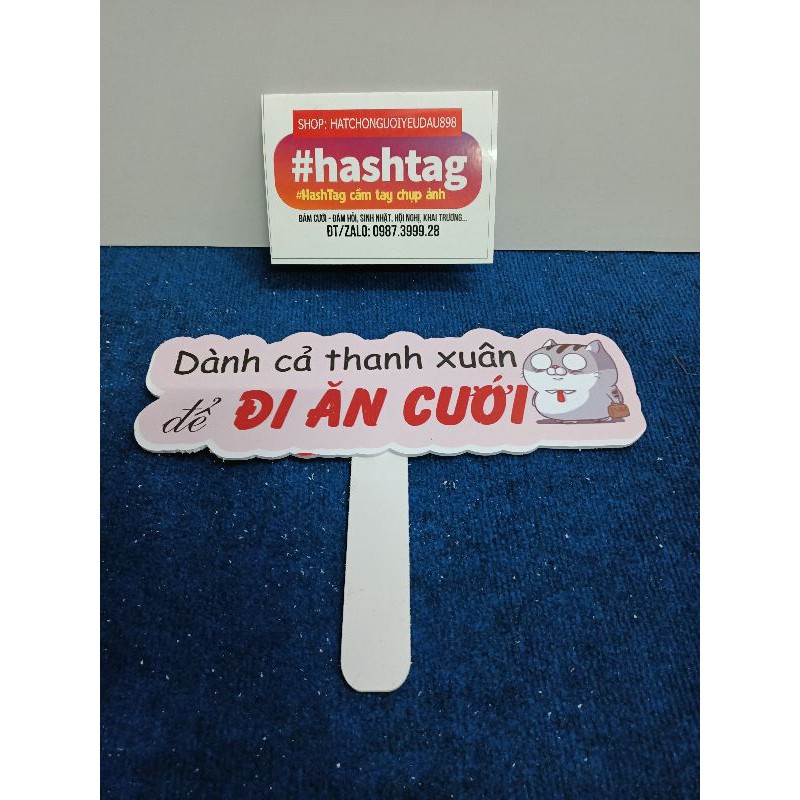 SHOP: HATCHONGUOIYEUDAU898
#hashtag
#HashTag cầm tay chụp ảnh
ĐÁM CƯỚI - ĐÁM HỎI, SINH NHẬT, HỘI NGHỊ, KHAI TRƯƠNG...
ĐT/ZALO: 0987.3999.28
Dành cả thanh xuân
để ĐI ĂN CƯỚI